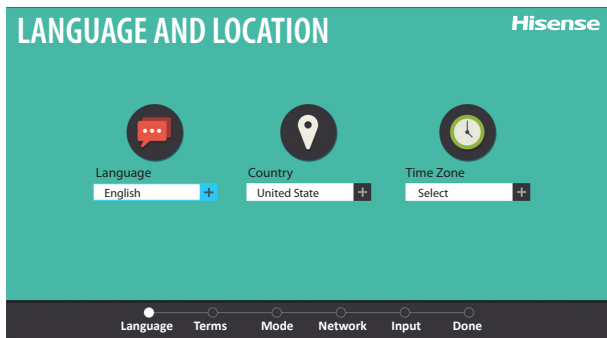 LANGUAGE AND LOCATION
Hisense
Language
Country
Time Zone
English +
United State +
Select +
Language Terms Mode Network Input Done